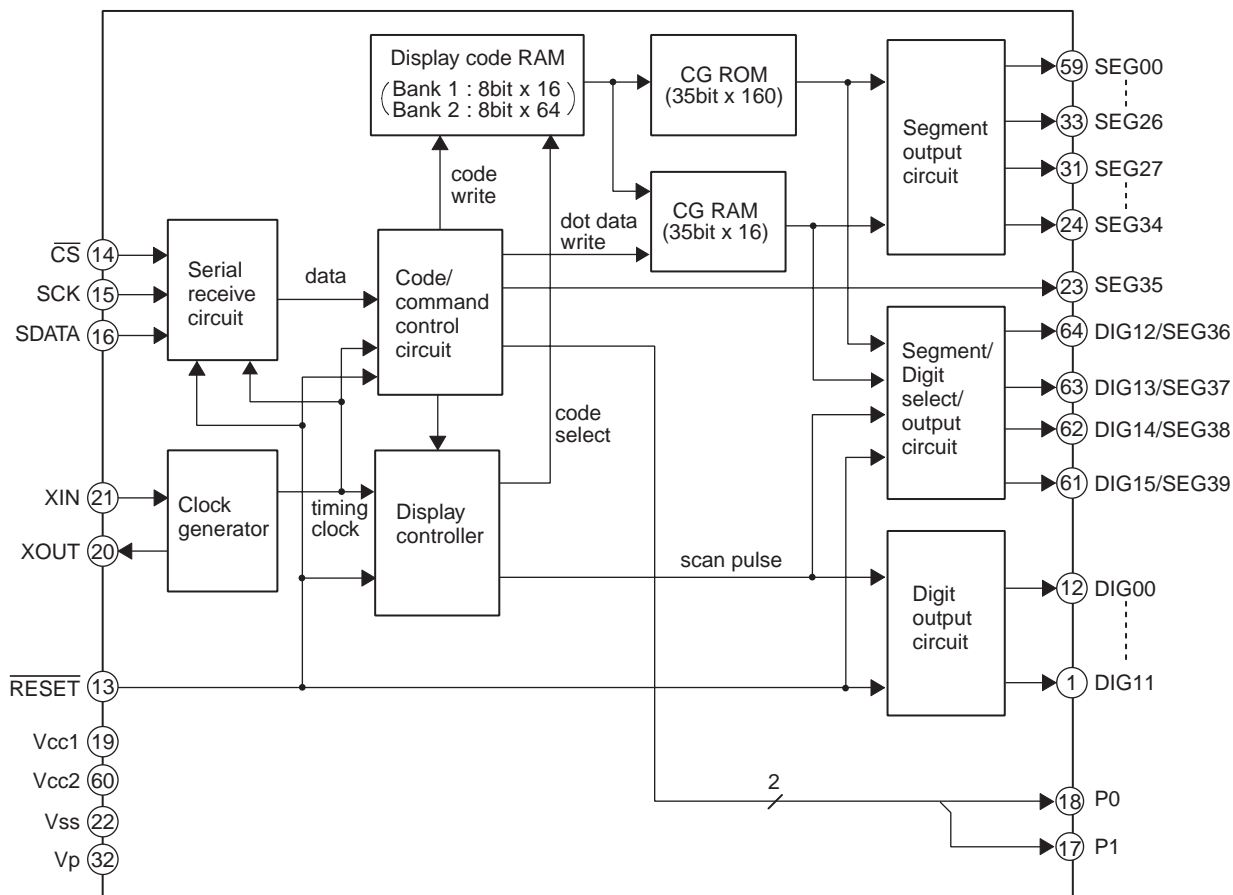 Display code RAM
(Bank 1 : 8bit x 16
Bank 2 : 8bit x 64)
CG ROM
(35bit x 160)
CG RAM
(35bit x 16)
Segment
output
circuit
59 SEG00
33 SEG26
31 SEG27
24 SEG34
23 SEG35
code
write
dot data
write
CS 14
SCK 15
SDATA 16
Serial
receive
circuit
data
Code/
command
control
circuit
Segment/
Digit
select/
output
circuit
64 DIG12/SEG36
63 DIG13/SEG37
62 DIG14/SEG38
61 DIG15/SEG39
code
select
XIN 21
XOUT 20
Clock
generator
timing
clock
Display
controller
scan pulse
Digit
output
circuit
12 DIG00
1 DIG11
RESET 13
Vcc1 19
Vcc2 60
Vss 22
Vp 32
2
18 P0
17 P1